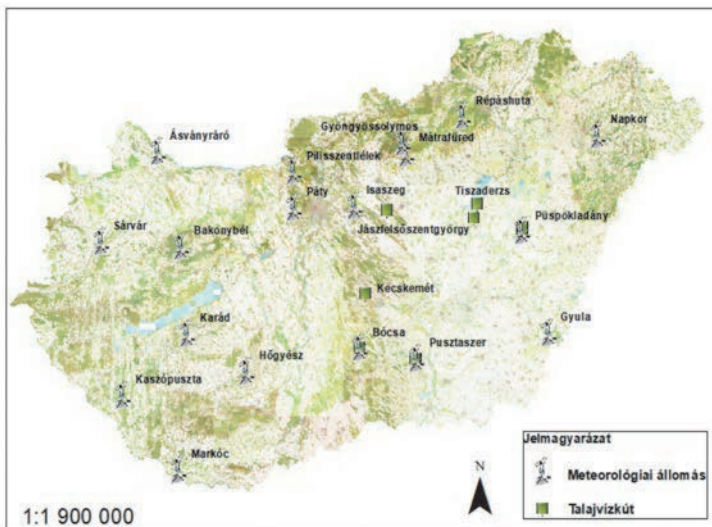 Répáshuta
Gyöngyössolymos
Napkor
Ásványráró
Mátrafüred
Pilisszentlélek
Isaszeg
Tiszaderzs
Páty
Püspökladány
Sárvár
Bakonybél
Jászfelsőszentgyörgy
Kecskemét
Karád
Gyula
Bócsa
Pusztaszer
Hőgyész
Kaszópuszta
Markóc
Jelmagyarázat
N
Meteorológiai állomás
Talajvízkút
1:1 900 000